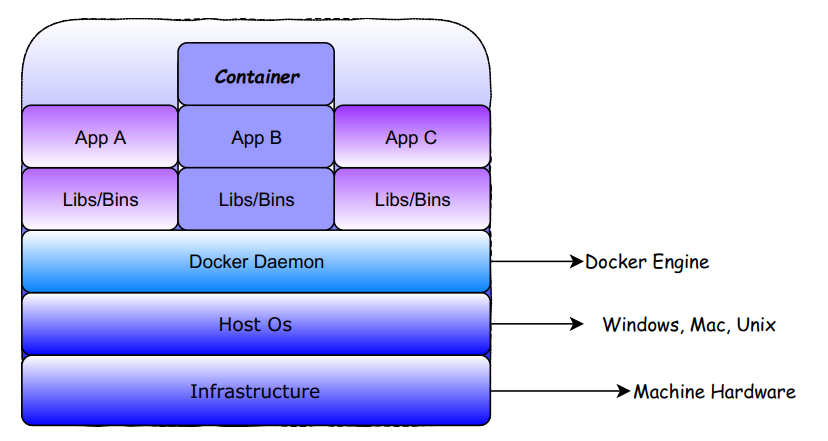 Container
App A
App B
App C
Libs/Bins
Libs/Bins
Libs/Bins
Docker Daemon
Docker Engine
Host Os
Windows, Mac, Unix
Infrastructure
Machine Hardware